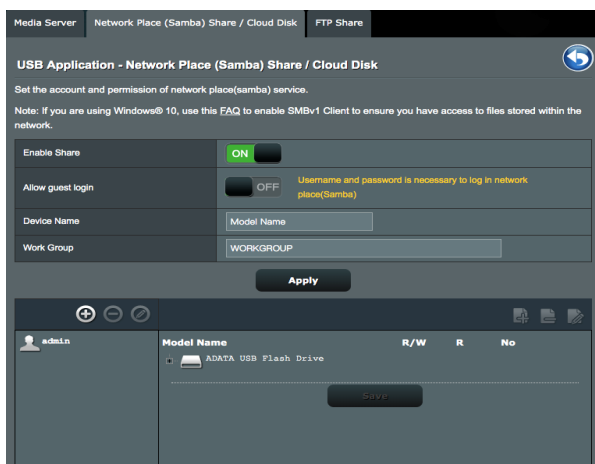 Media Server
Network Place (Samba) Share / Cloud Disk
FTP Share
USB Application - Network Place (Samba) Share / Cloud Disk
Set the account and permission of network place(samba) service.
Note: If you are using Windows® 10, use this FAQ to enable SMBv1 Client to ensure you have access to files stored within the
network.
Enable Share
ON
Allow guest login
OFF
Username and password is necessary to log in network
place(Samba)
Device Name
Model Name
Work Group
WORKGROUP
Apply
admin
Model Name R/W R No
ADATA USB Flash Drive
Save